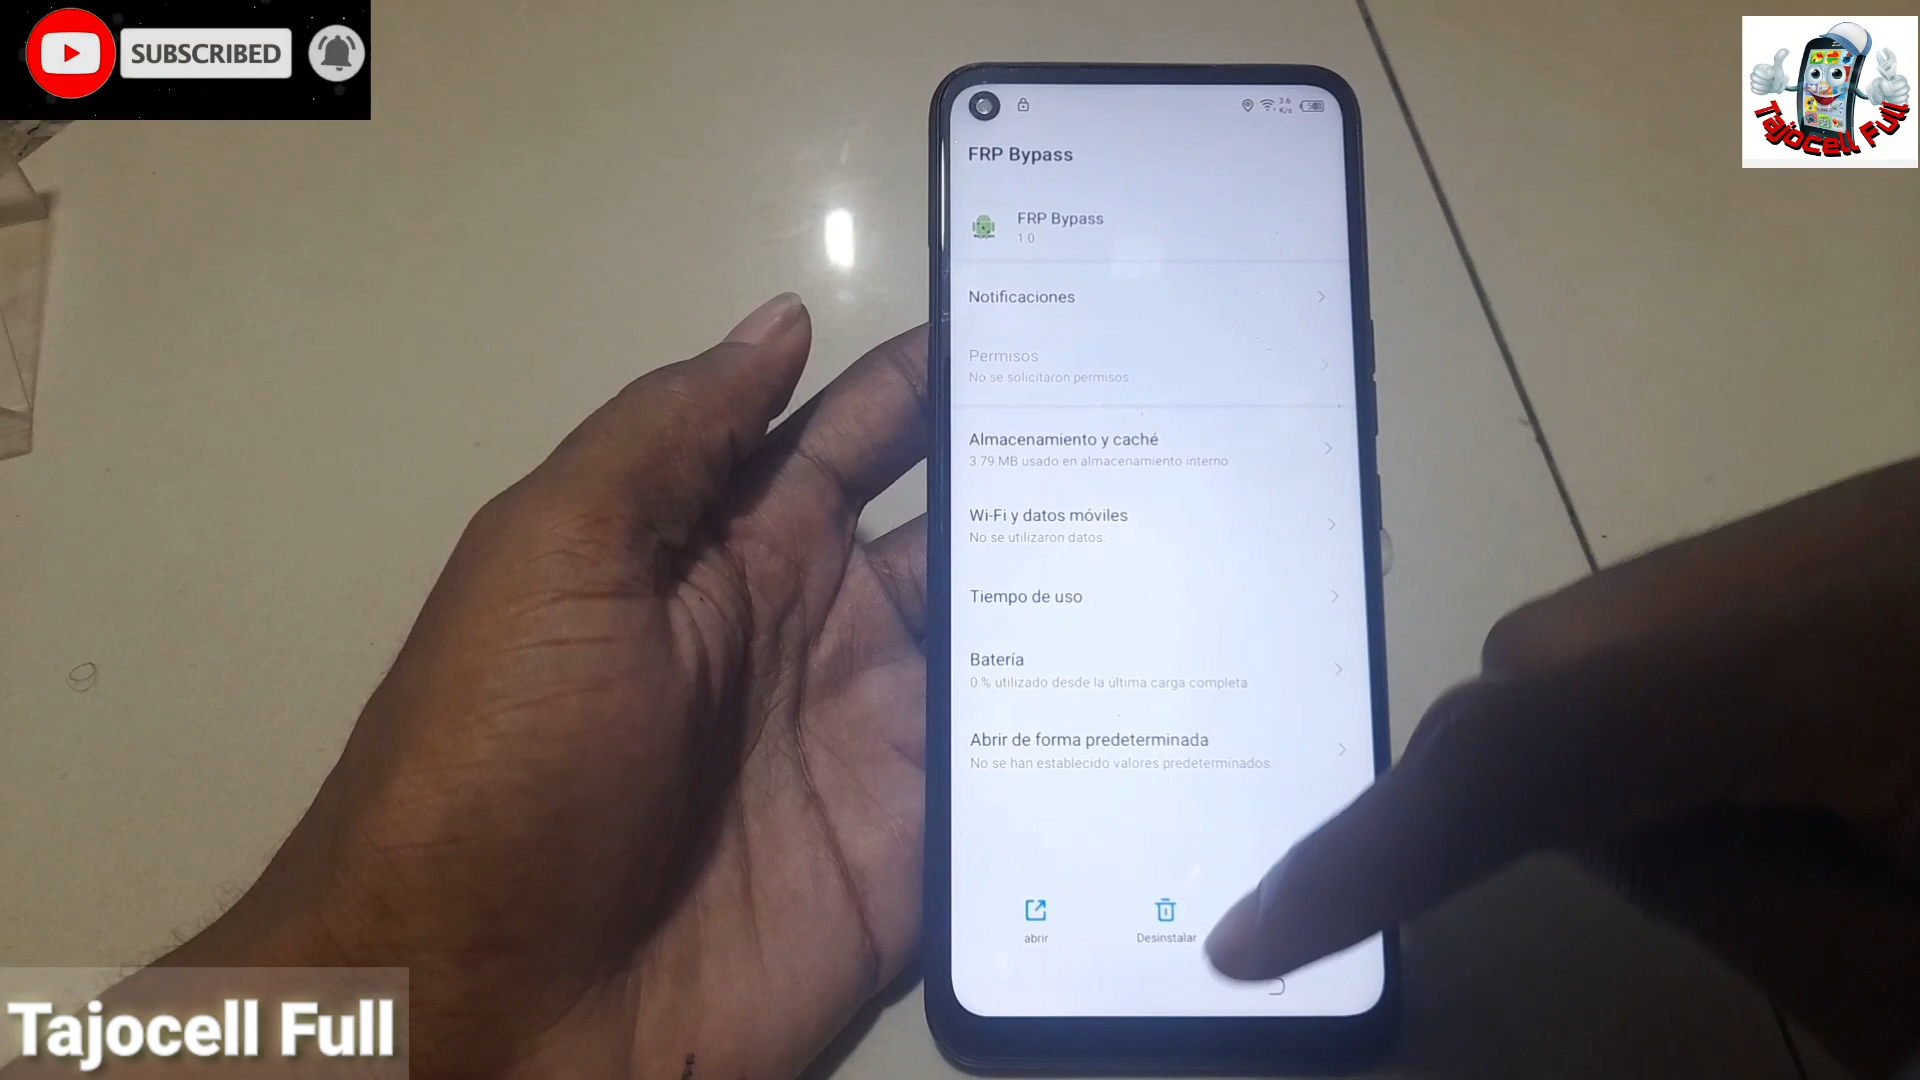 SUBSCRIBED
Tajocell Full
3.6
K/s
50
FRP Bypass
FRP Bypass
1.0
Notificaciones
Permisos
No se solicitaron permisos
Almacenamiento y caché
3.79 MB usado en almacenamiento interno
Wi-Fi y datos móviles
No se utilizaron datos.
Tiempo de uso
Batería
0 % utilizado desde la última carga completa
Abrir de forma predeterminada
No se han establecido valores predeterminados.
abrir
Desinstalar
Tajocell Full